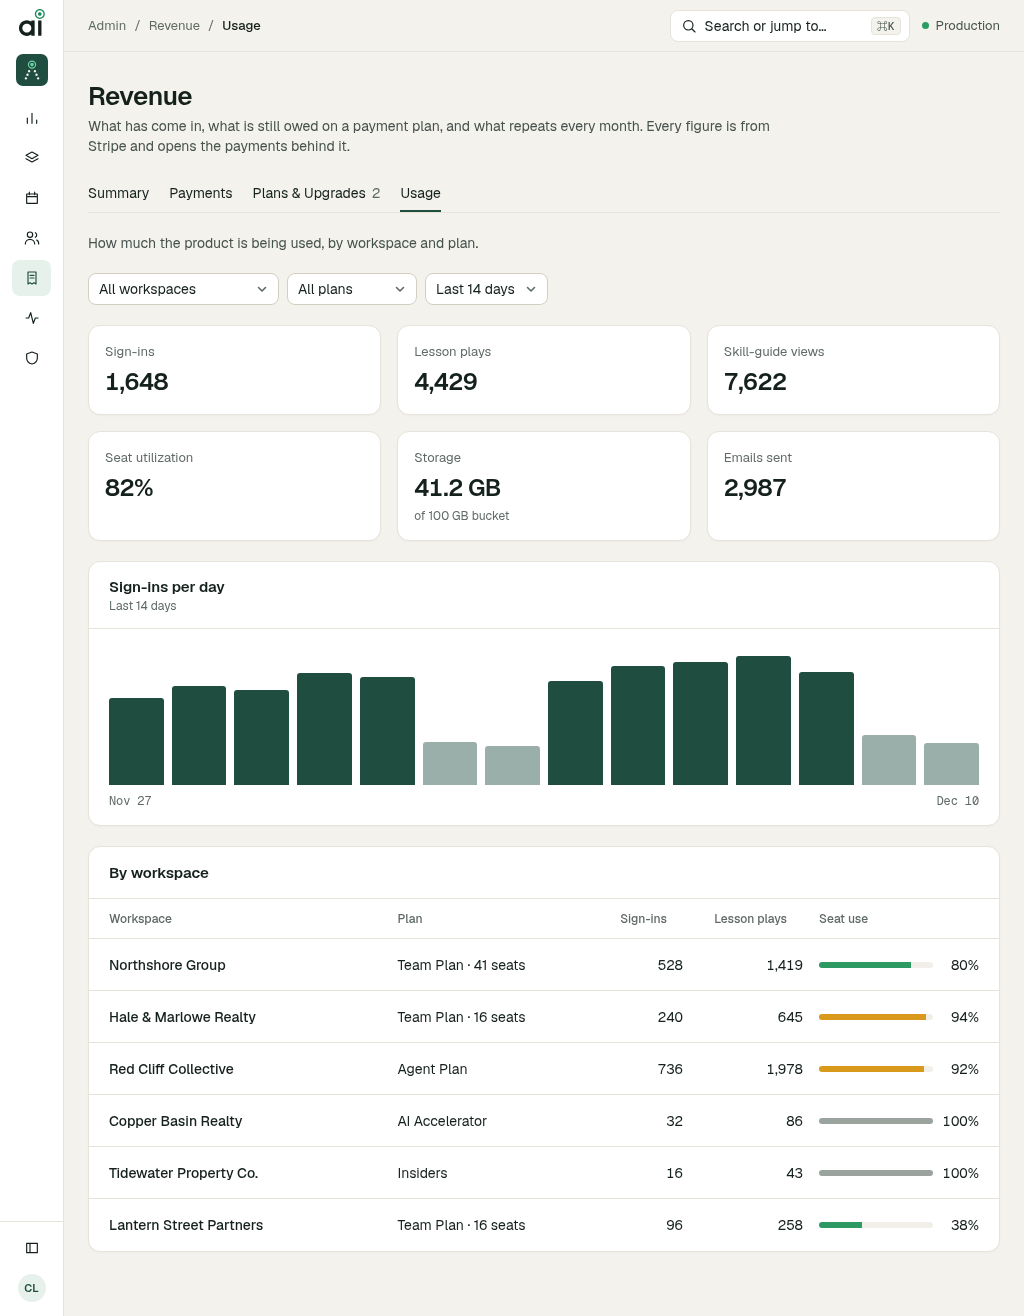 ai
Admin / Revenue / Usage
Search or jump to... ⌘K
Production
Revenue
What has come in, what is still owed on a payment plan, and what repeats every month. Every figure is from
Stripe and opens the payments behind it.
Summary Payments Plans & Upgrades 2 Usage
How much the product is being used, by workspace and plan.
All workspaces All plans Last 14 days
Sign-ins
1,648
Lesson plays
4,429
Skill-guide views
7,622
Seat utilization
82%
Storage
41.2 GB
of 100 GB bucket
Emails sent
2,987
Sign-ins per day
Last 14 days
Nov 27 Dec 10
By workspace
Workspace Plan Sign-ins Lesson plays Seat use
Northshore Group Team Plan · 41 seats 528 1,419 80%
Hale & Marlowe Realty Team Plan · 16 seats 240 645 94%
Red Cliff Collective Agent Plan 736 1,978 92%
Copper Basin Realty AI Accelerator 32 86 100%
Tidewater Property Co. Insiders 16 43 100%
Lantern Street Partners Team Plan · 16 seats 96 258 38%
CL